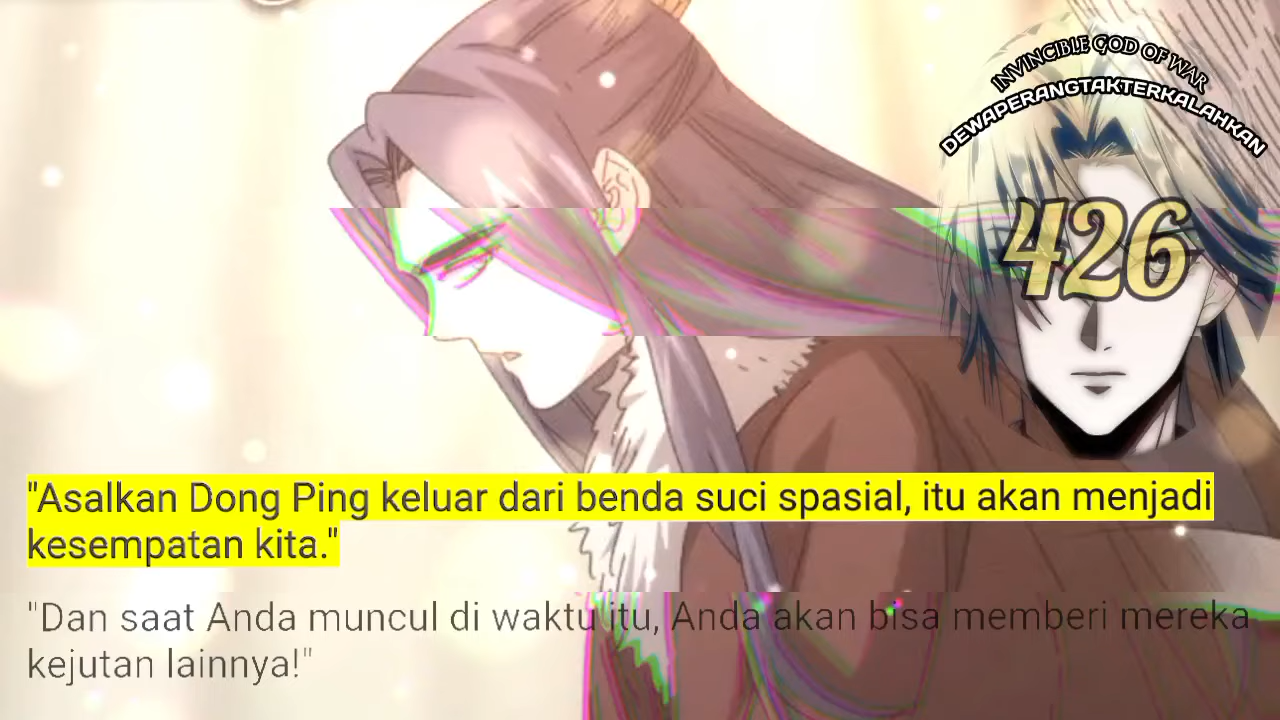 INVINCIBLE GOD OF WAR
DEWAPERANGTAKTERKALAHKAN
426
"Asalkan Dong Ping keluar dari benda suci spasial, itu akan menjadi
kesempatan kita."
"Dan saat Anda muncul di waktu itu, Anda akan bisa memberi mereka
kejutan lainnya!"